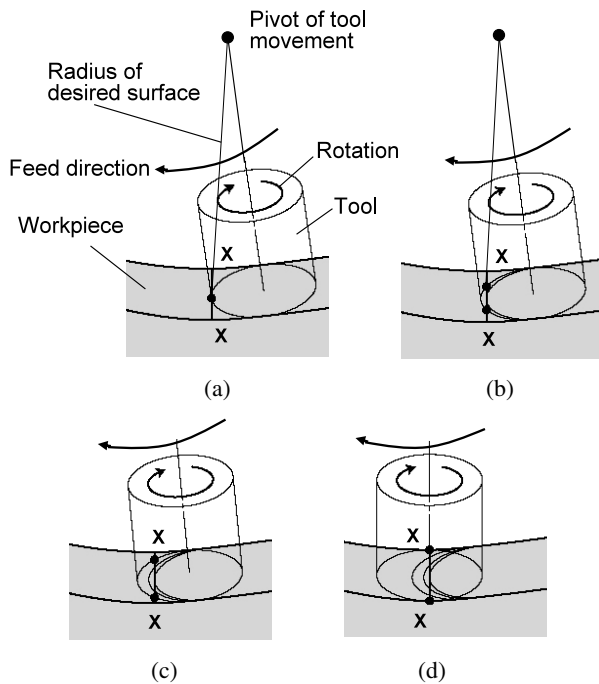 Pivot of tool
movement
Radius of
desired surface
Feed direction
Rotation
Tool
Workpiece
X
X
X
X
(a)
(b)
X
X
X
X
(c)
(d)